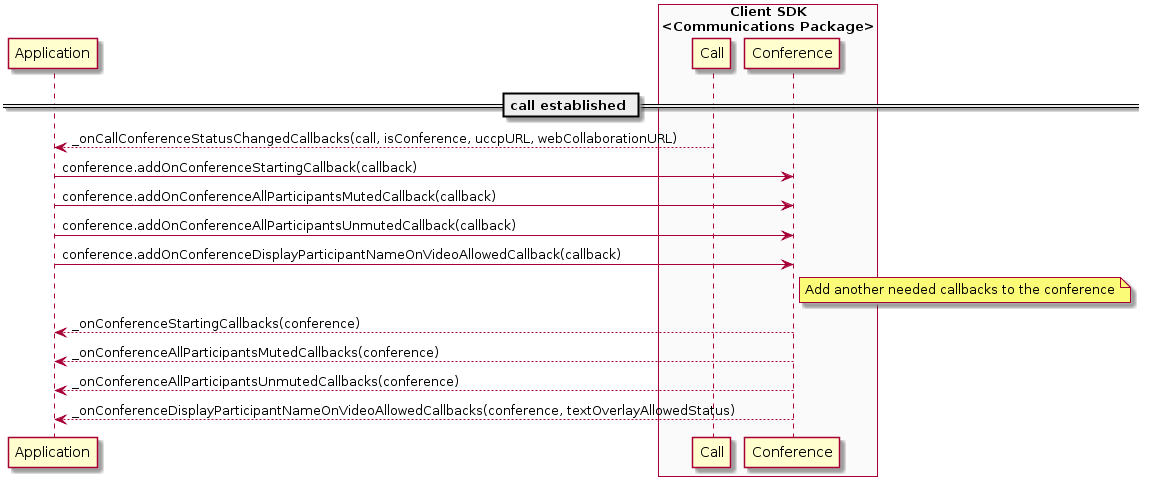 Client SDK
<Communications Package>
Application
Call
Conference
call established
_onCallConferenceStatusChangedCallbacks(call, isConference, uccpURL, webCollaborationURL)
conference.addOnConferenceStartingCallback(callback)
conference.addOnConferenceAllParticipantsMutedCallback(callback)
conference.addOnConferenceAllParticipantsUnmutedCallback(callback)
conference.addOnConferenceDisplayParticipantNameOnVideoAllowedCallback(callback)
Add another needed callbacks to the conference
_onConferenceStartingCallbacks(conference)
_onConferenceAllParticipantsMutedCallbacks(conference)
_onConferenceAllParticipantsUnmutedCallbacks(conference)
_onConferenceDisplayParticipantNameOnVideoAllowedCallbacks(conference, textOverlayAllowedStatus)
Application
Call
Conference